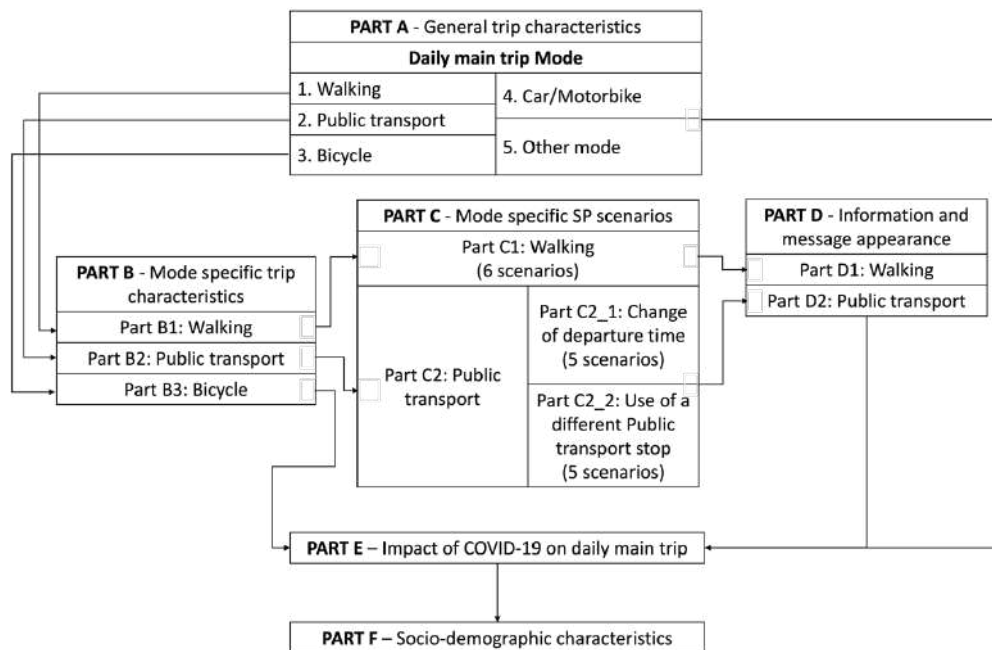 PART A - General trip characteristics
Daily main trip Mode
1. Walking
2. Public transport
3. Bicycle
4. Car/Motorbike
5. Other mode
PART B - Mode specific trip
characteristics
Part B1: Walking
Part B2: Public transport
Part B3: Bicycle
PART C - Mode specific SP scenarios
Part C1: Walking
(6 scenarios)
Part C2: Public
transport
Part C2_1: Change
of departure time
(5 scenarios)
Part C2_2: Use of a
different Public
transport stop
(5 scenarios)
PART D - Information and
message appearance
Part D1: Walking
Part D2: Public transport
PART E – Impact of COVID-19 on daily main trip
PART F – Socio-demographic characteristics